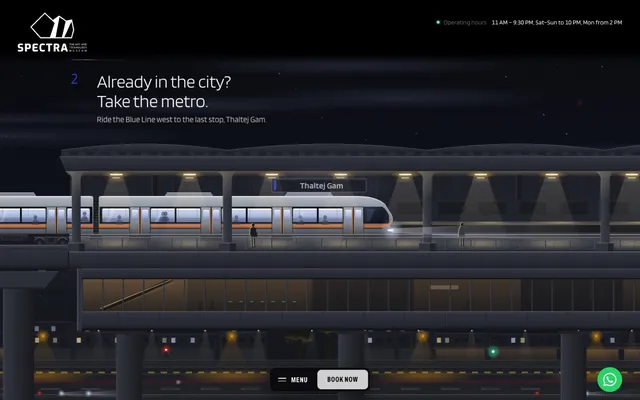 SPECTRA
Operating hours 11 AM – 9:30 PM, Sat–Sun to 10 PM, Mon from 2 PM
2
Already in the city?
Take the metro.
Ride the Blue Line west to the last stop, Thaltej Gam.
Thaltej Gam
MENU
BOOK NOW